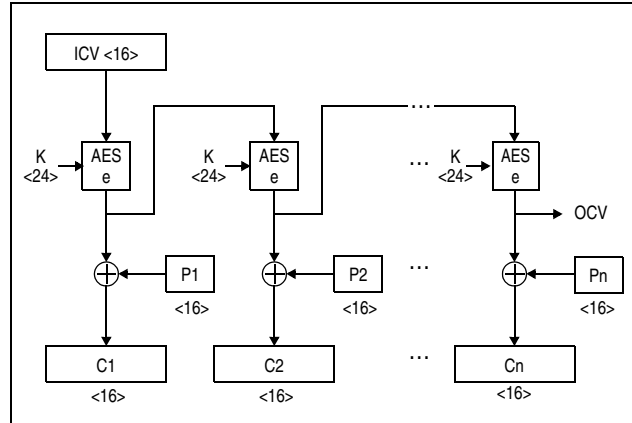 ICV <16>
...
K
<24>
AES
e
K
<24>
AES
e
...
K
<24>
AES
e
OCV
P1
<16>
P2
<16>
...
Pn
<16>
C1
<16>
C2
<16>
...
Cn
<16>